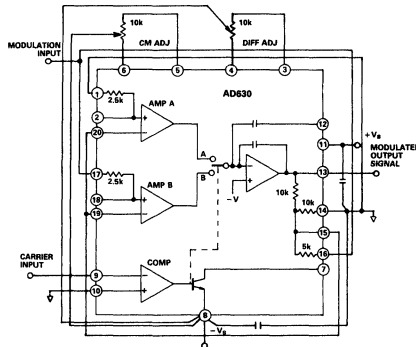 10k
CM ADJ
10k
DIFF ADJ
MODULATION
INPUT
6
5
4
3
AD630
1
2.5k
AMP A
2
12
20
A
+VS
11
MODULATED
OUTPUT
SIGNAL
B
13
17
10k
2.5k
AMP B
-V
18
10k
14
19
15
5k
CARRIER
INPUT
COMP
16
9
7
10
8
-VS